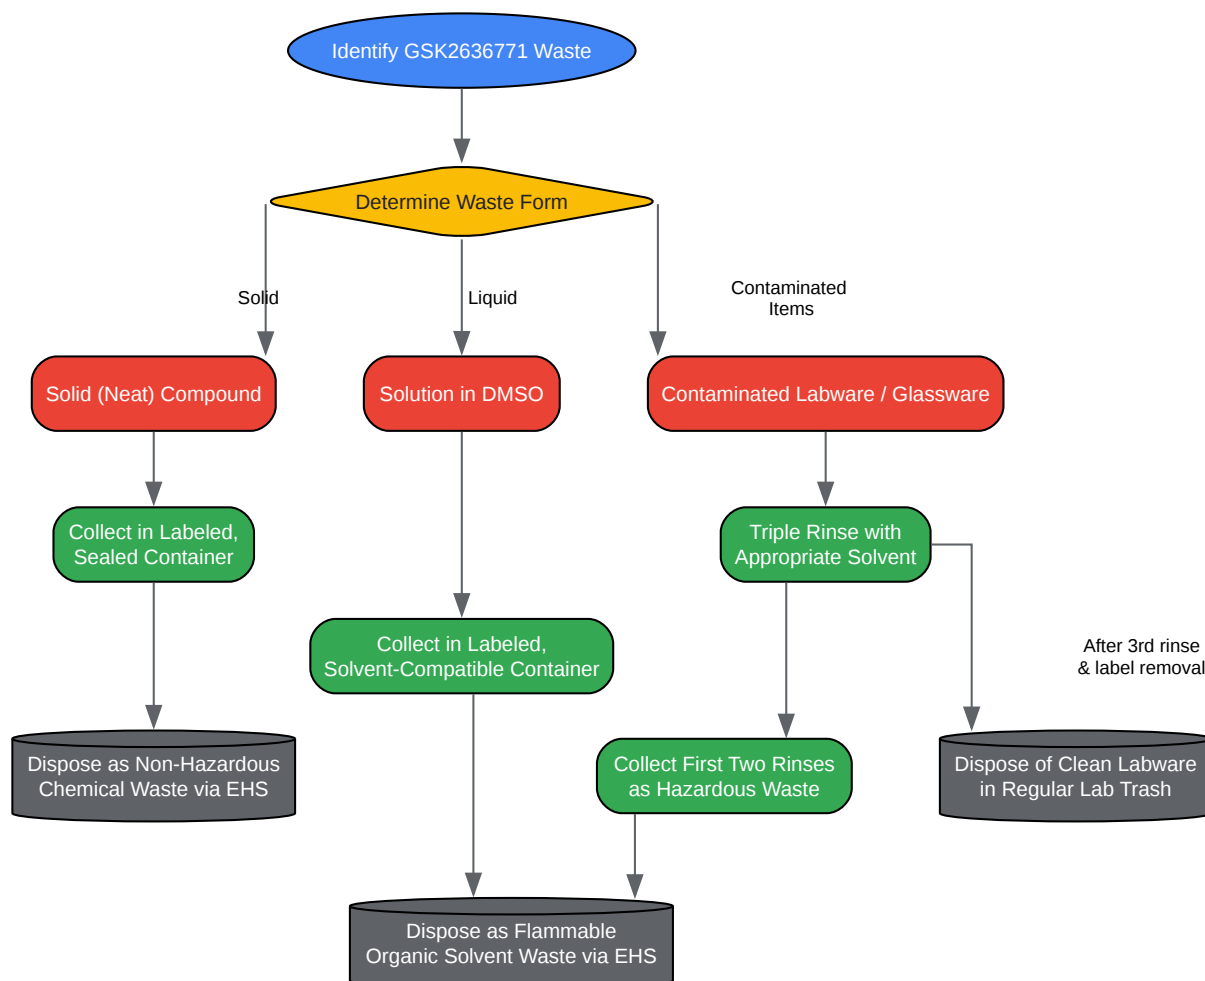 Identify GSK2636771 Waste
Determine Waste Form
Solid
Liquid
Contaminated
Items
Solid (Neat) Compound
Solution in DMSO
Contaminated Labware / Glassware
Collect in Labeled,
Sealed Container
Triple Rinse with
Appropriate Solvent
Collect in Labeled,
Solvent-Compatible Container
After 3rd rinse
& label removal
Dispose as Non-Hazardous
Chemical Waste via EHS
Collect First Two Rinses
as Hazardous Waste
Dispose of Clean Labware
in Regular Lab Trash
Dispose as Flammable
Organic Solvent Waste via EHS